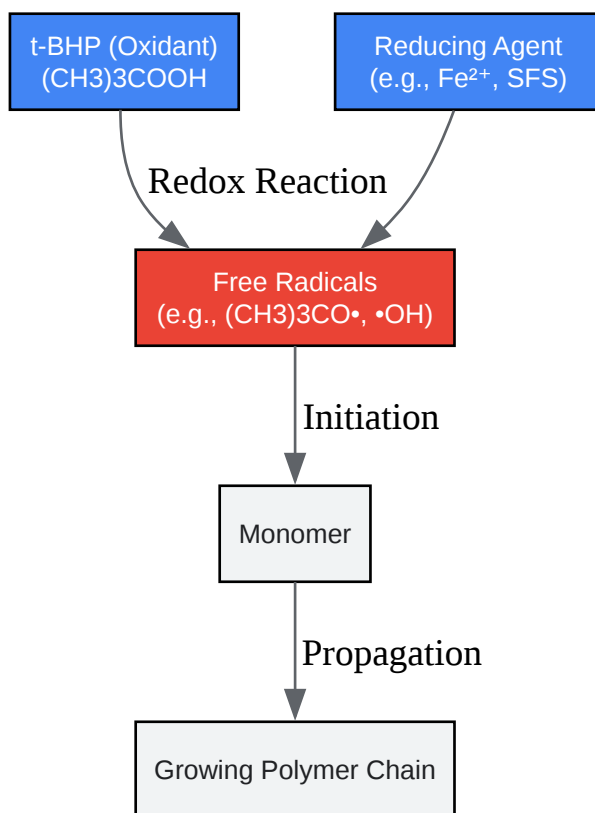 t-BHP (Oxidant)
(CH3)3COOH
Reducing Agent
(e.g., Fe²⁺, SFS)
Redox Reaction
Free Radicals
(e.g., (CH3)3CO•, •OH)
Initiation
Monomer
Propagation
Growing Polymer Chain